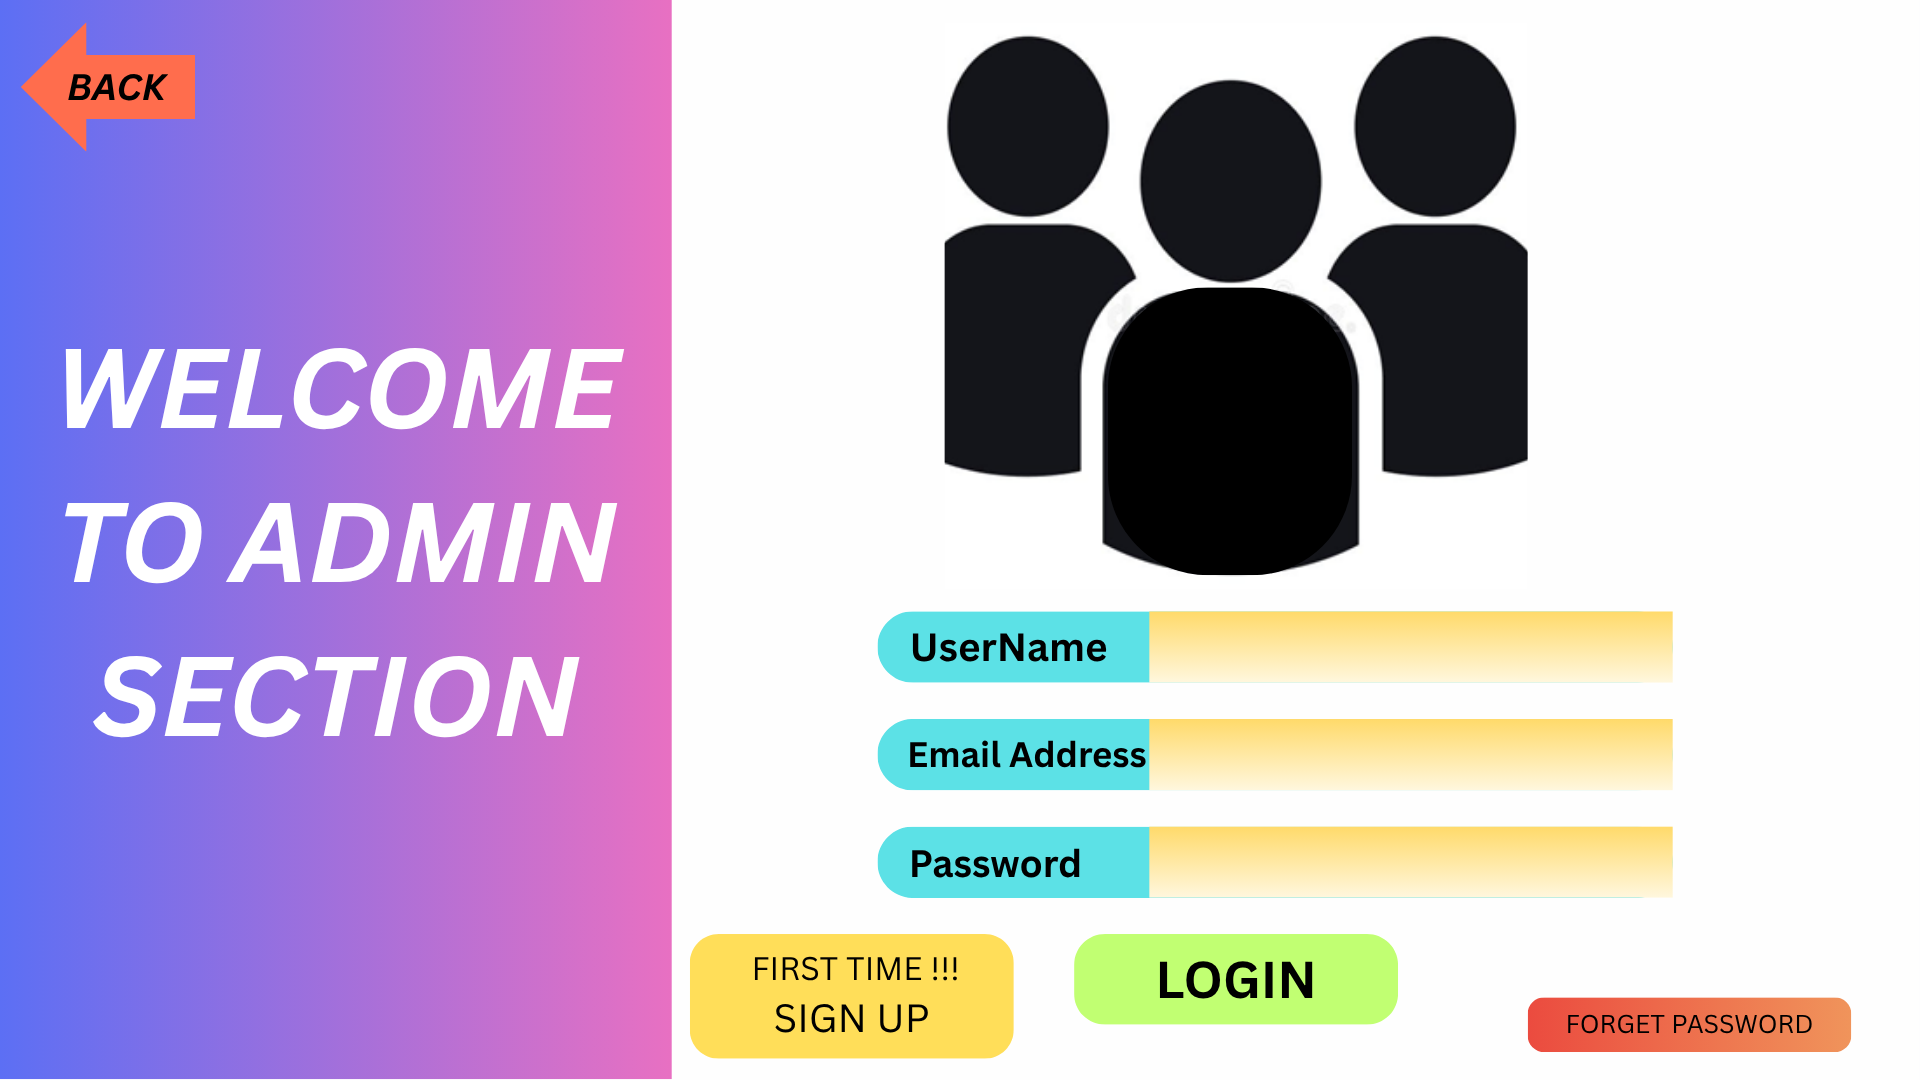 BACK
WELCOME
TO ADMIN
SECTION
UserName
Email Address
Password
FIRST TIME !!!
SIGN UP
LOGIN
FORGET PASSWORD